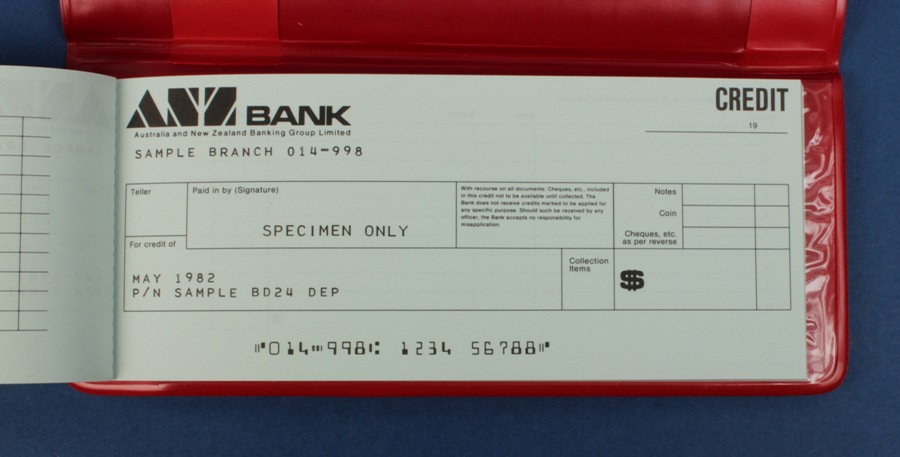 ANZ BANK
CREDIT
Australia and New Zealand Banking Group Limited
19
SAMPLE BRANCH 014-998
Teller
Paid in by (Signature)
SPECIMEN ONLY
With recourse on all documents: Cheques, etc., included
in this credit not to be available until collected. The
Bank does not receive credits marked to be applied for
any specific purpose. Should such be received by any
officer, the Bank accepts no responsibility for
misapplication.
Notes
Coin
Cheques, etc.
as per reverse
For credit of
MAY 1982
P/N SAMPLE BD24 DEP
Collection
Items
$
⑈014⑉998⑆ 1234 56788⑈